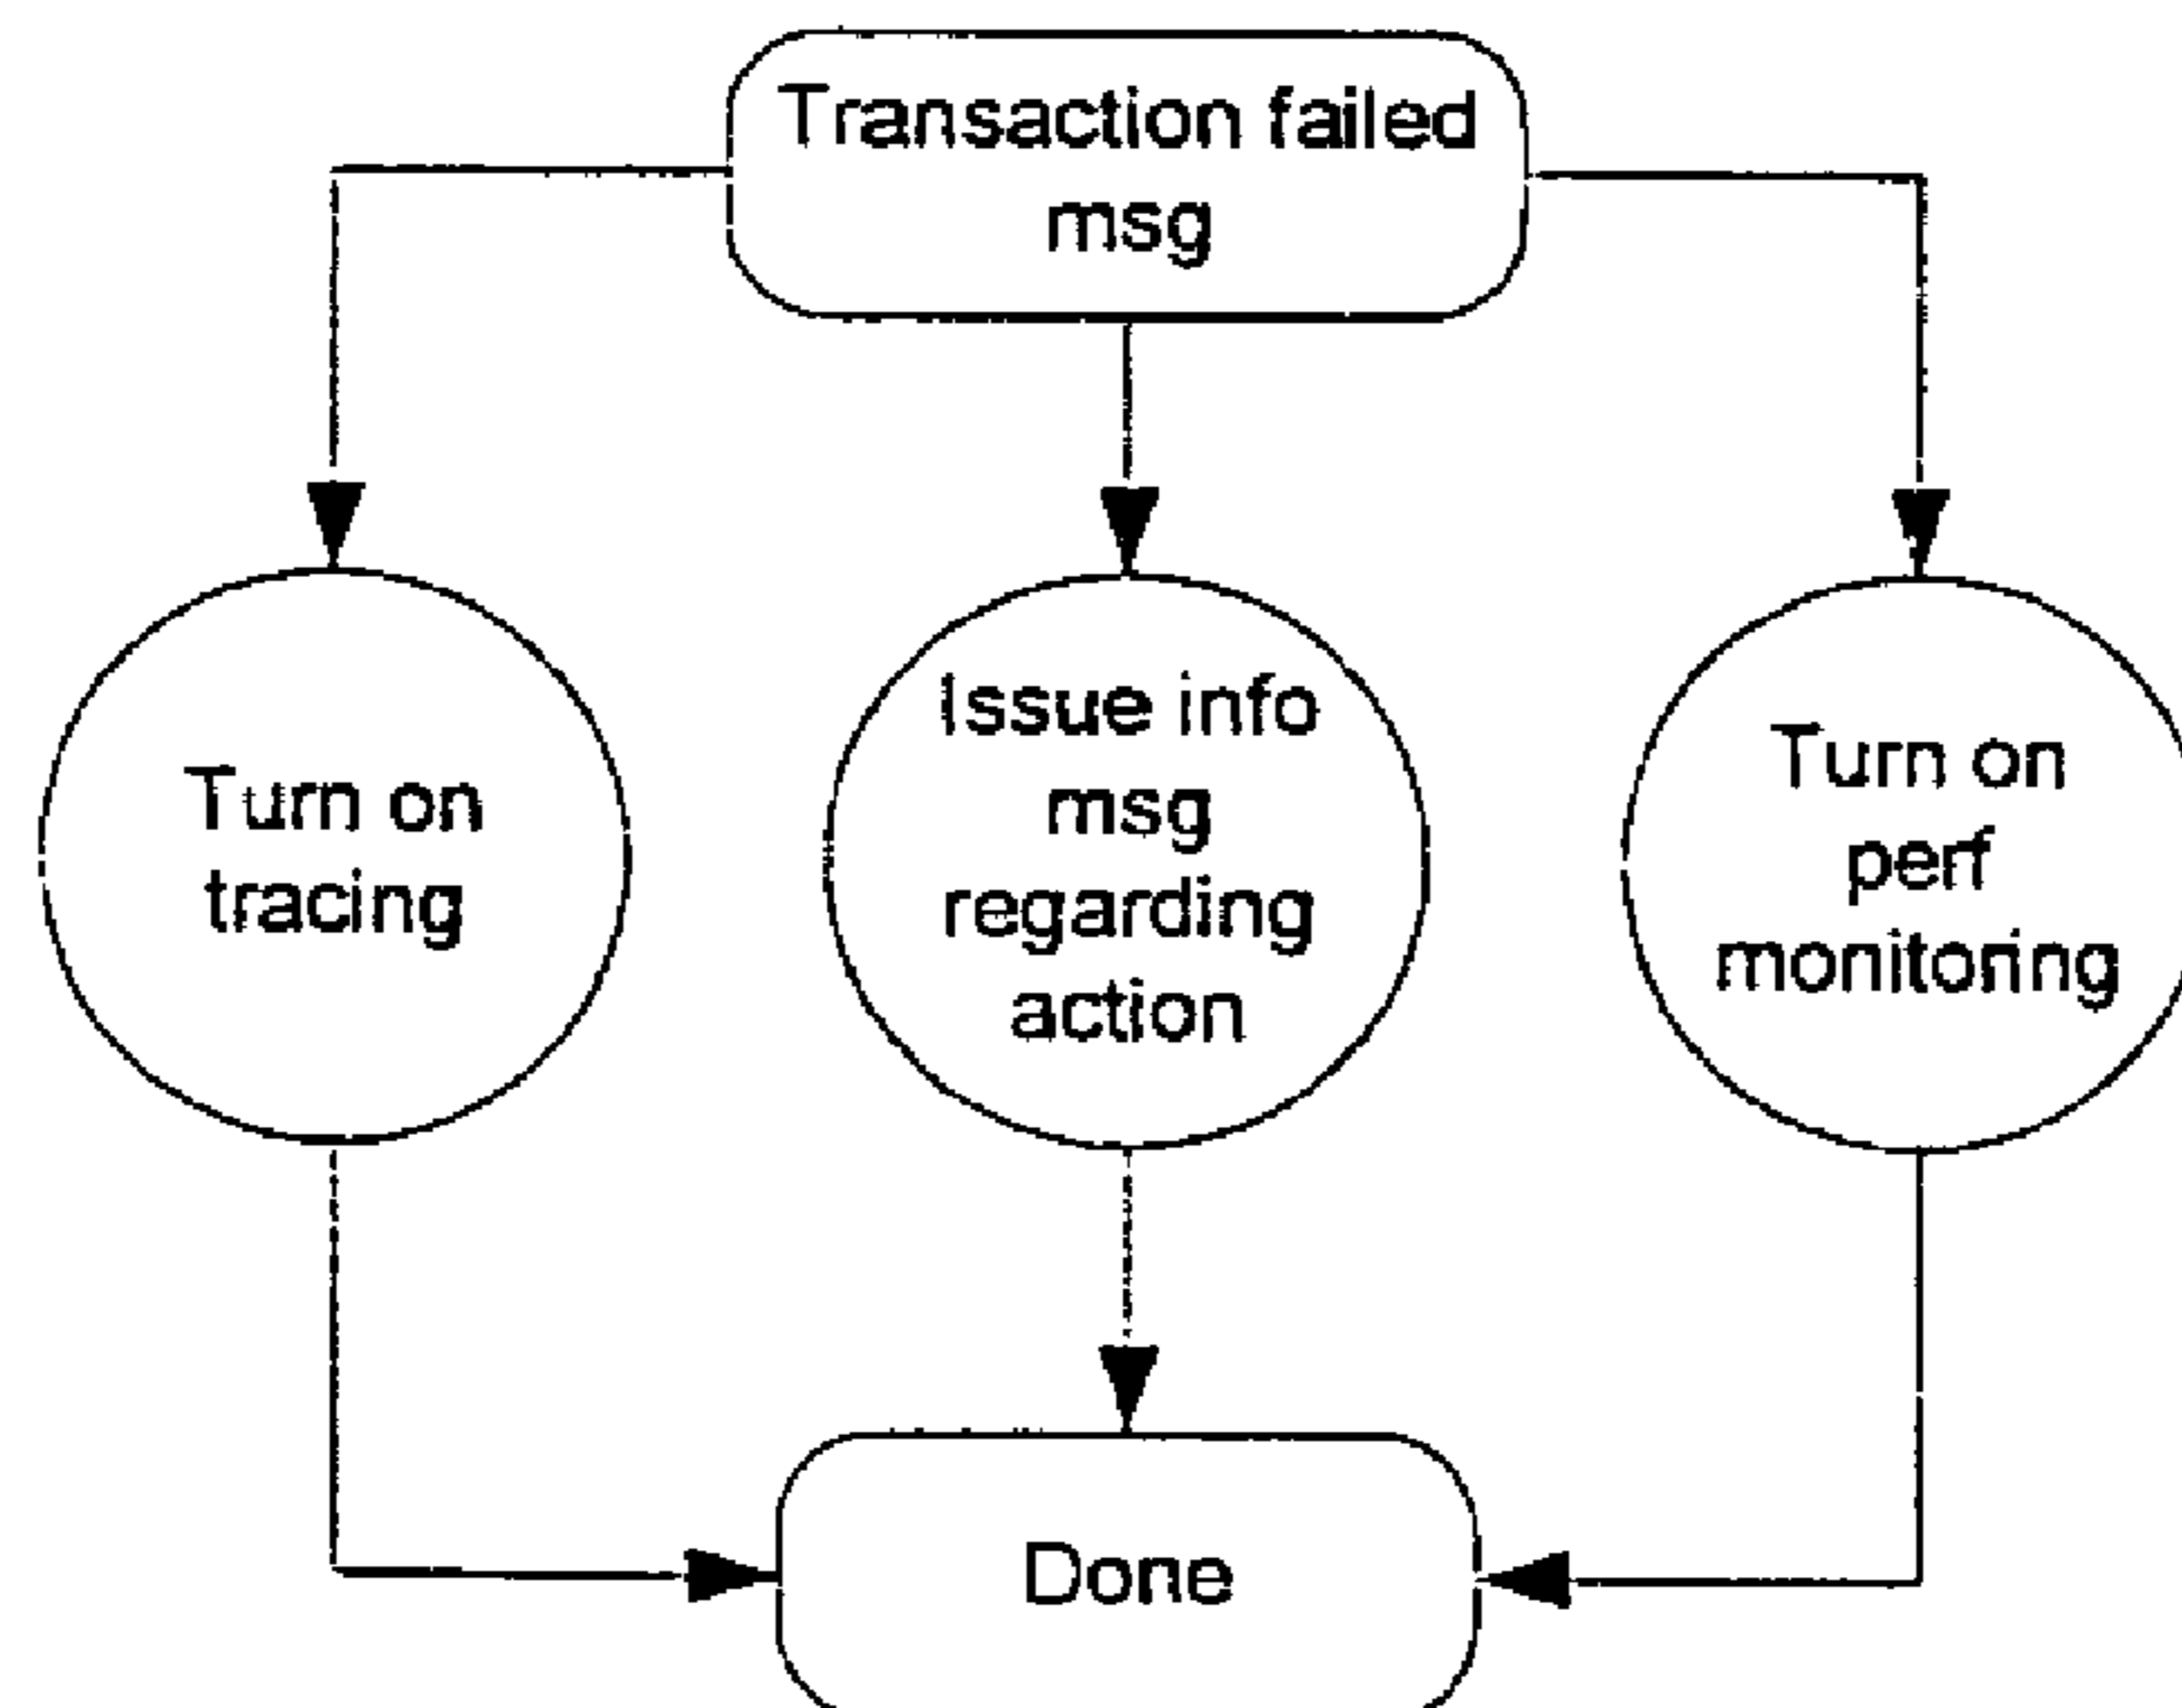 Transaction failed
msg
Turn on
tracing
Issue info
msg
regarding
action
Turn on
perf
monitoring
Done